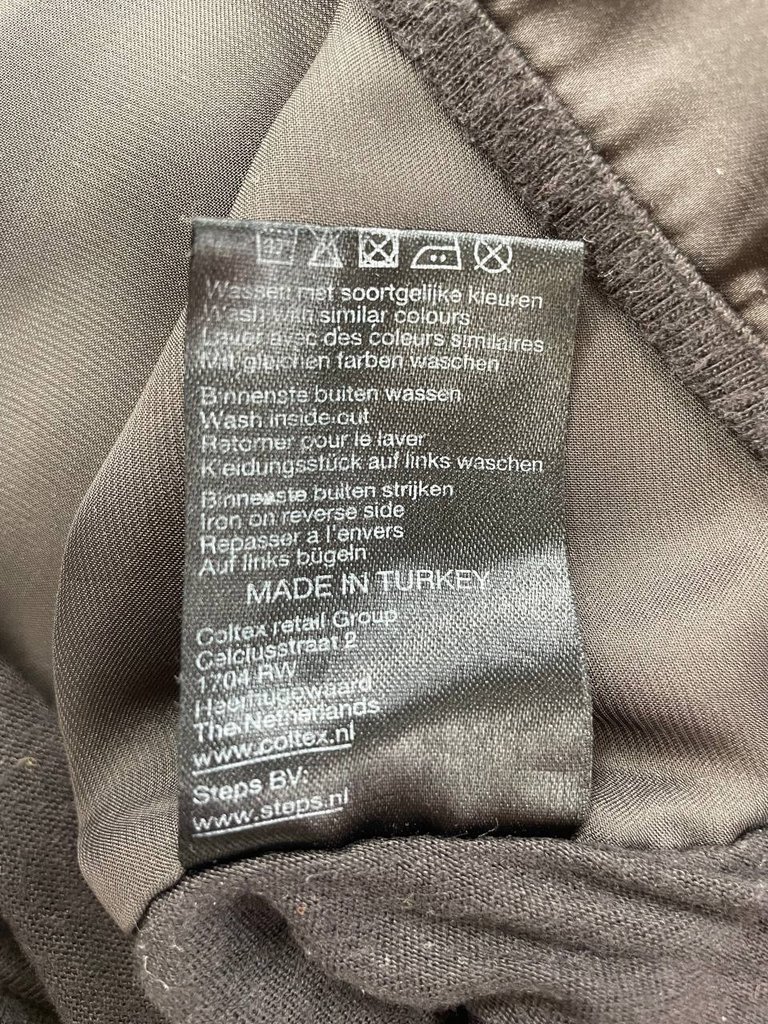 Wassen met soortgelijke kleuren
Wash with similar colours
Laver avec des colours similaires
Mit gleichen farben waschen
Binnenste buiten wassen
Wash inside out
Retorner pour le laver
Kleidungsstück auf links waschen
Binneaste buiten strijken
Iron on reverse side
Repasser a l'envers
Auf links bügeln
MADE IN TURKEY
Coltex retail Group
Celciusstraat 2
1704 RW
Heerhugowaard
The Netherlands
www.coltex.nl
Steps BV:
www.steps.nl